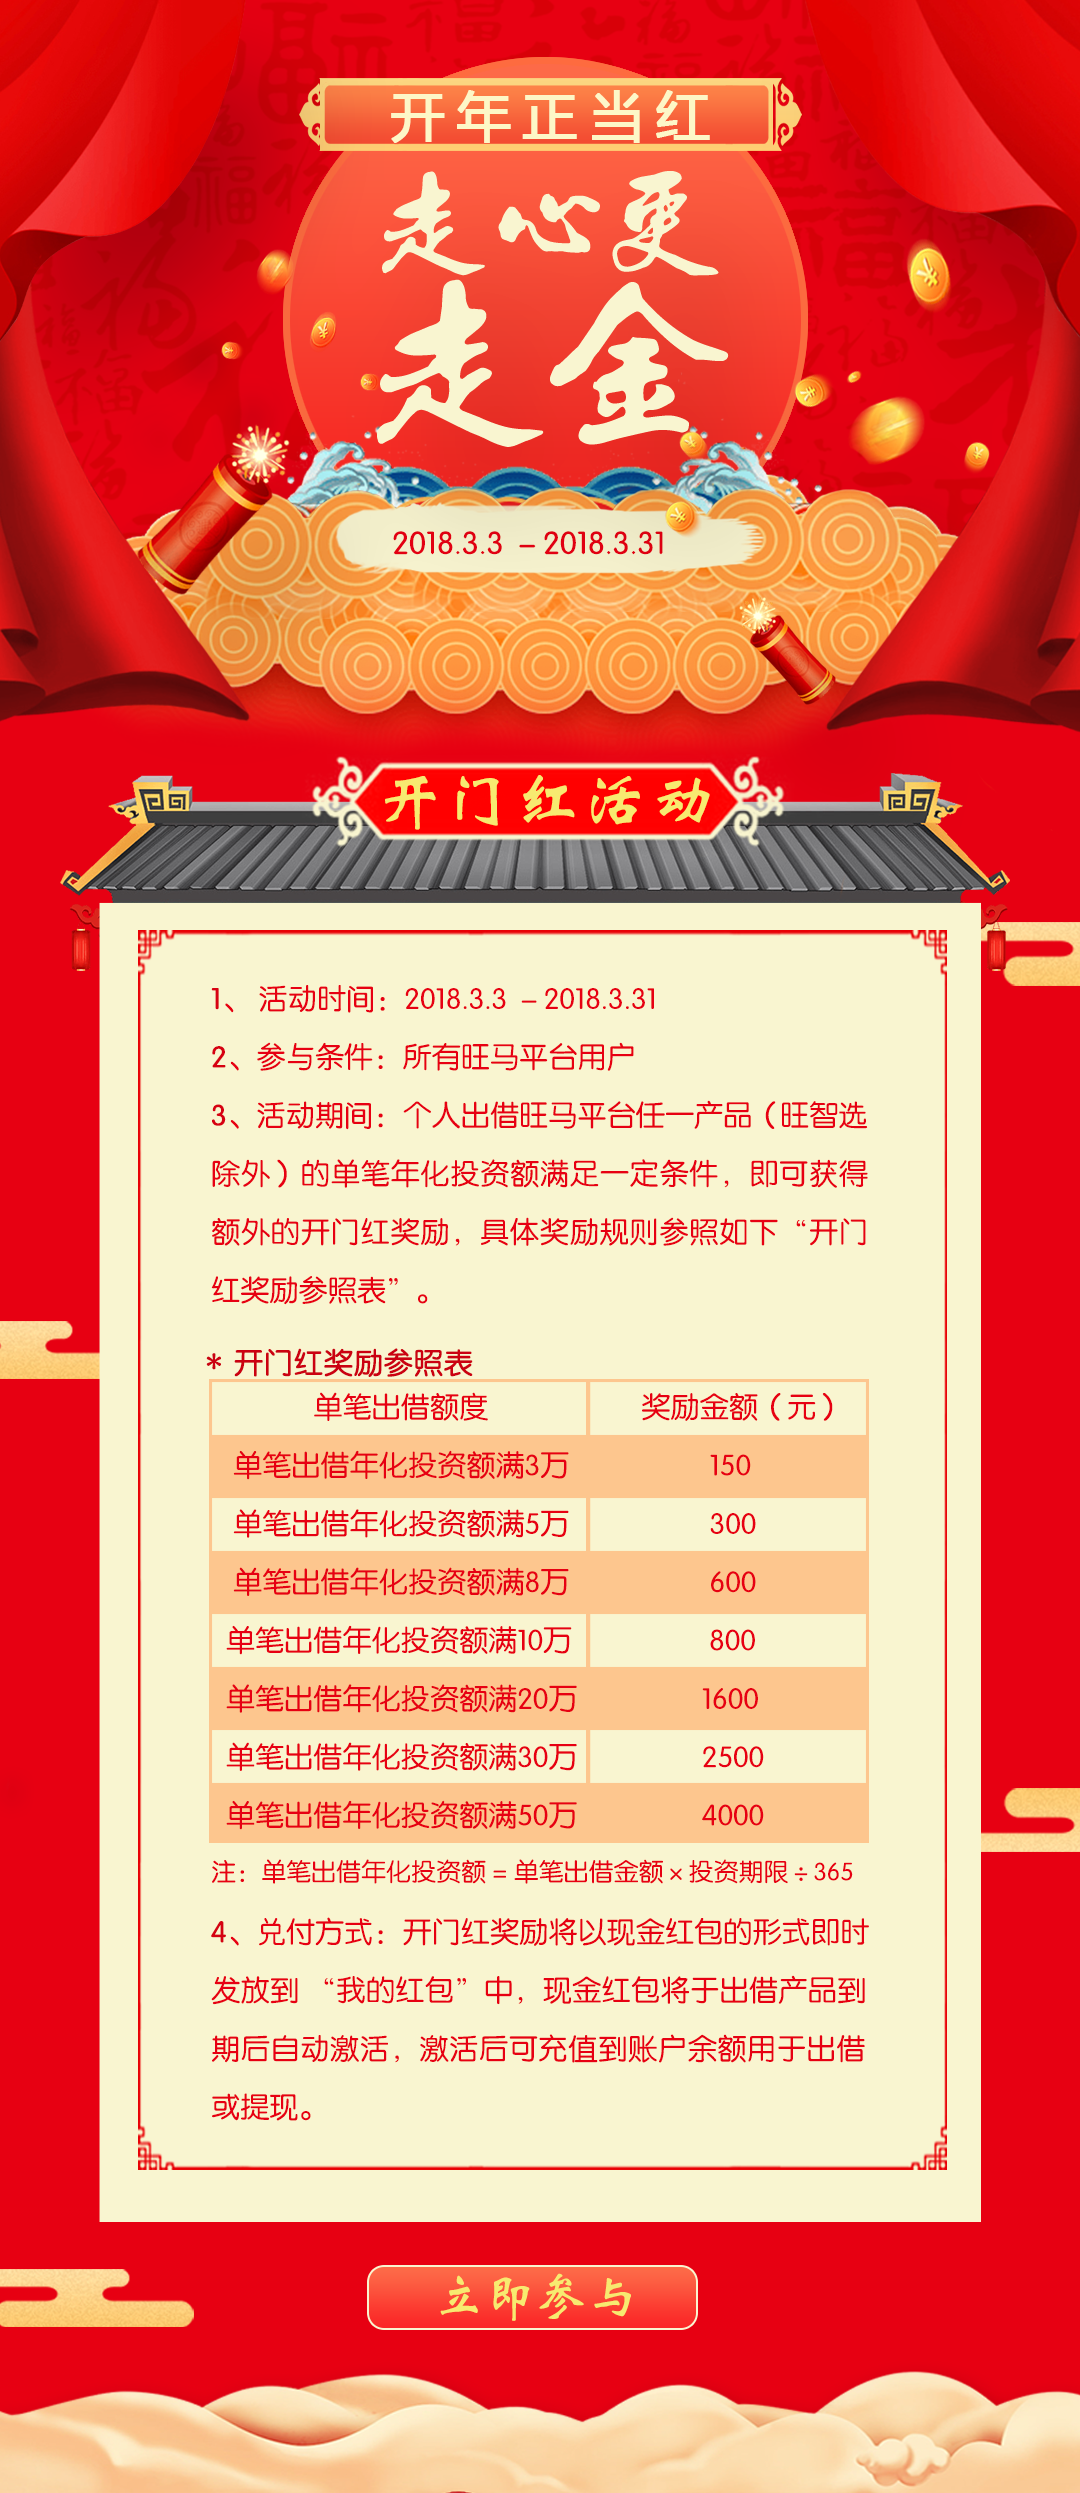 开年正当红
走心更
走金
2018.3.3 – 2018.3.31
开门红活动
1、 活动时间：2018.3.3 – 2018.3.31
2、参与条件：所有旺马平台用户
3、活动期间：个人出借旺马平台任一产品（旺智选
除外）的单笔年化投资额满足一定条件，即可获得
额外的开门红奖励，具体奖励规则参照如下“开门
红奖励参照表”。
* 开门红奖励参照表
单笔出借额度 奖励金额（元）
单笔出借年化投资额满3万 150
单笔出借年化投资额满5万 300
单笔出借年化投资额满8万 600
单笔出借年化投资额满10万 800
单笔出借年化投资额满20万 1600
单笔出借年化投资额满30万 2500
单笔出借年化投资额满50万 4000
注：单笔出借年化投资额 = 单笔出借金额 × 投资期限 ÷ 365
4、兑付方式：开门红奖励将以现金红包的形式即时
发放到 “我的红包”中，现金红包将于出借产品到
期后自动激活，激活后可充值到账户余额用于出借
或提现。
立即参与